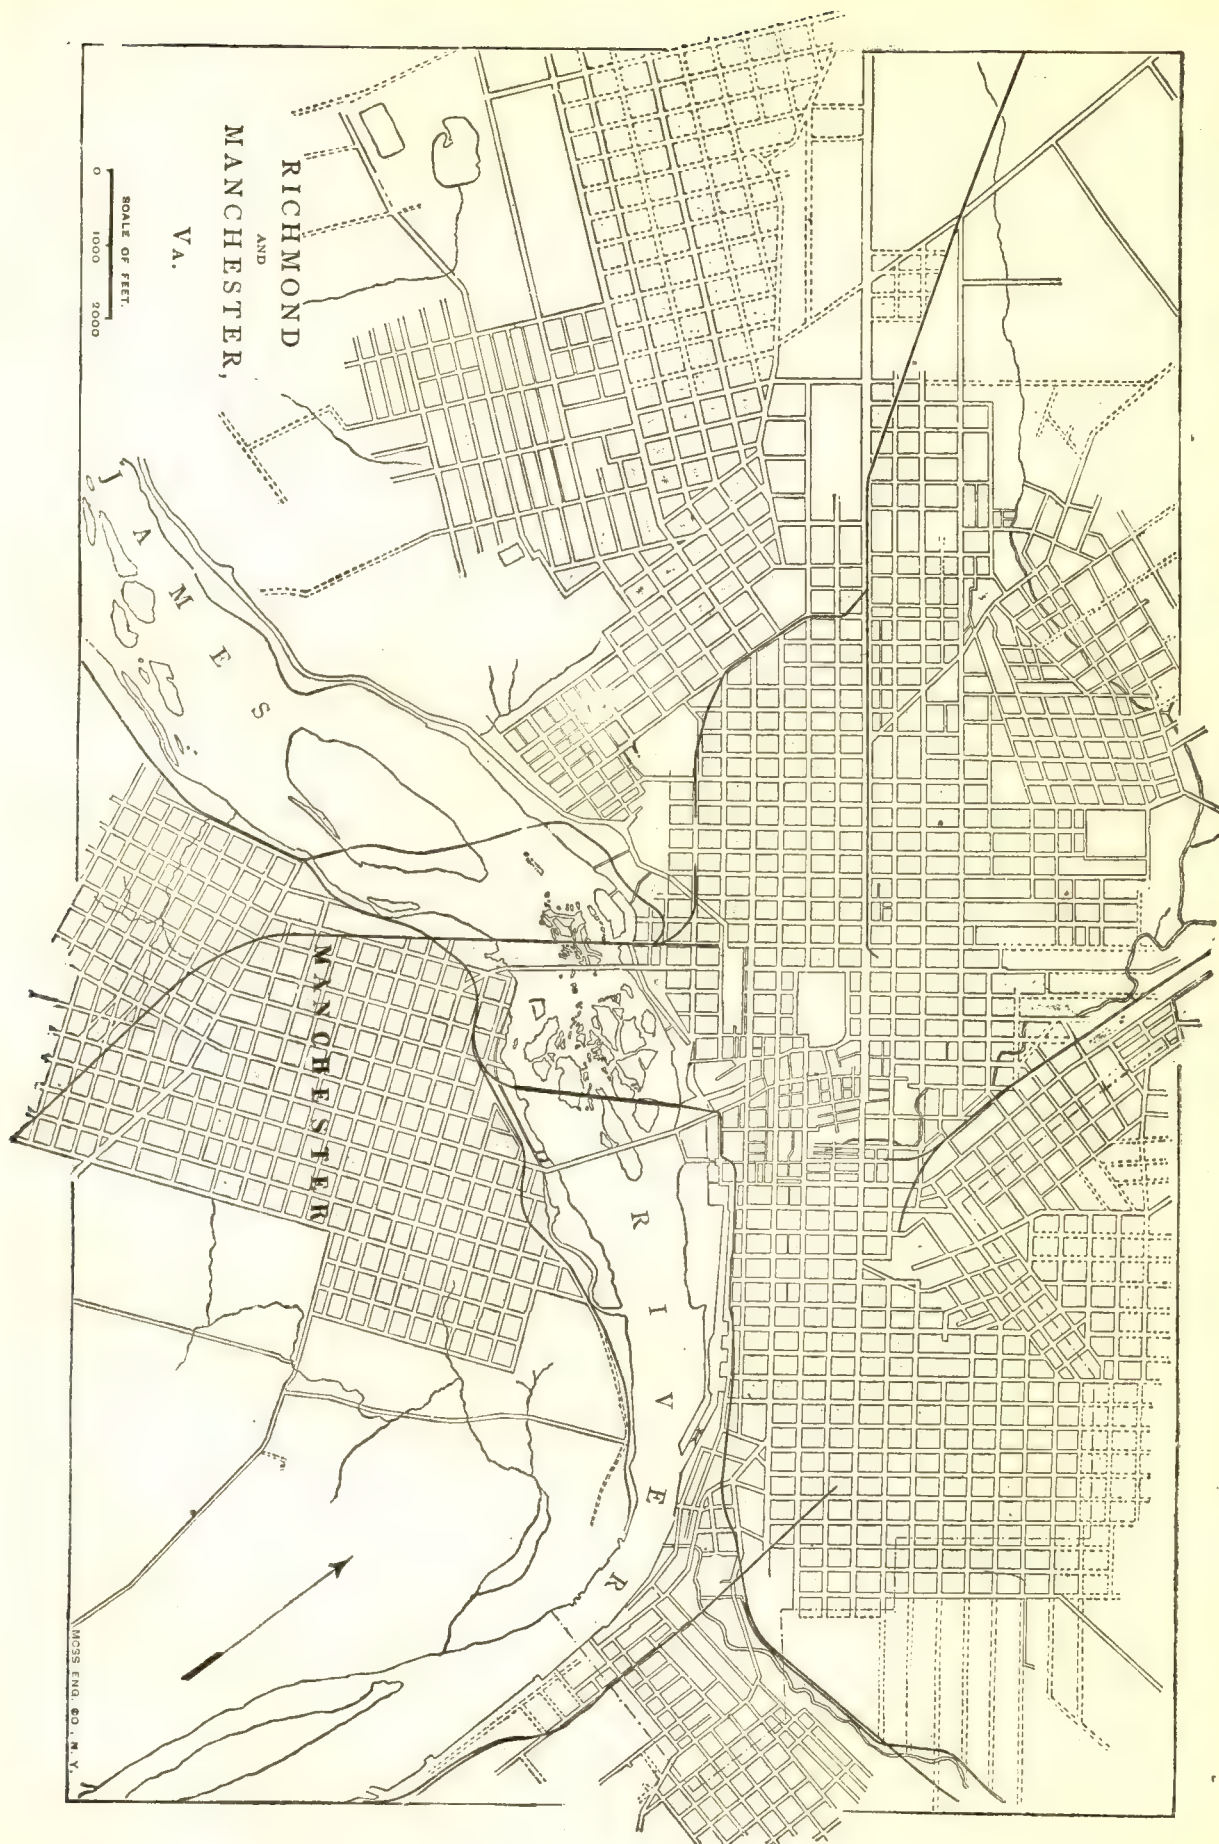 RICHMOND
AND
MANCHESTER,
VA.
SCALE OF FEET.
0 1000 2000
JAMES
RIVER
MANCHESTER
MOSS ENG. CO., N.Y.